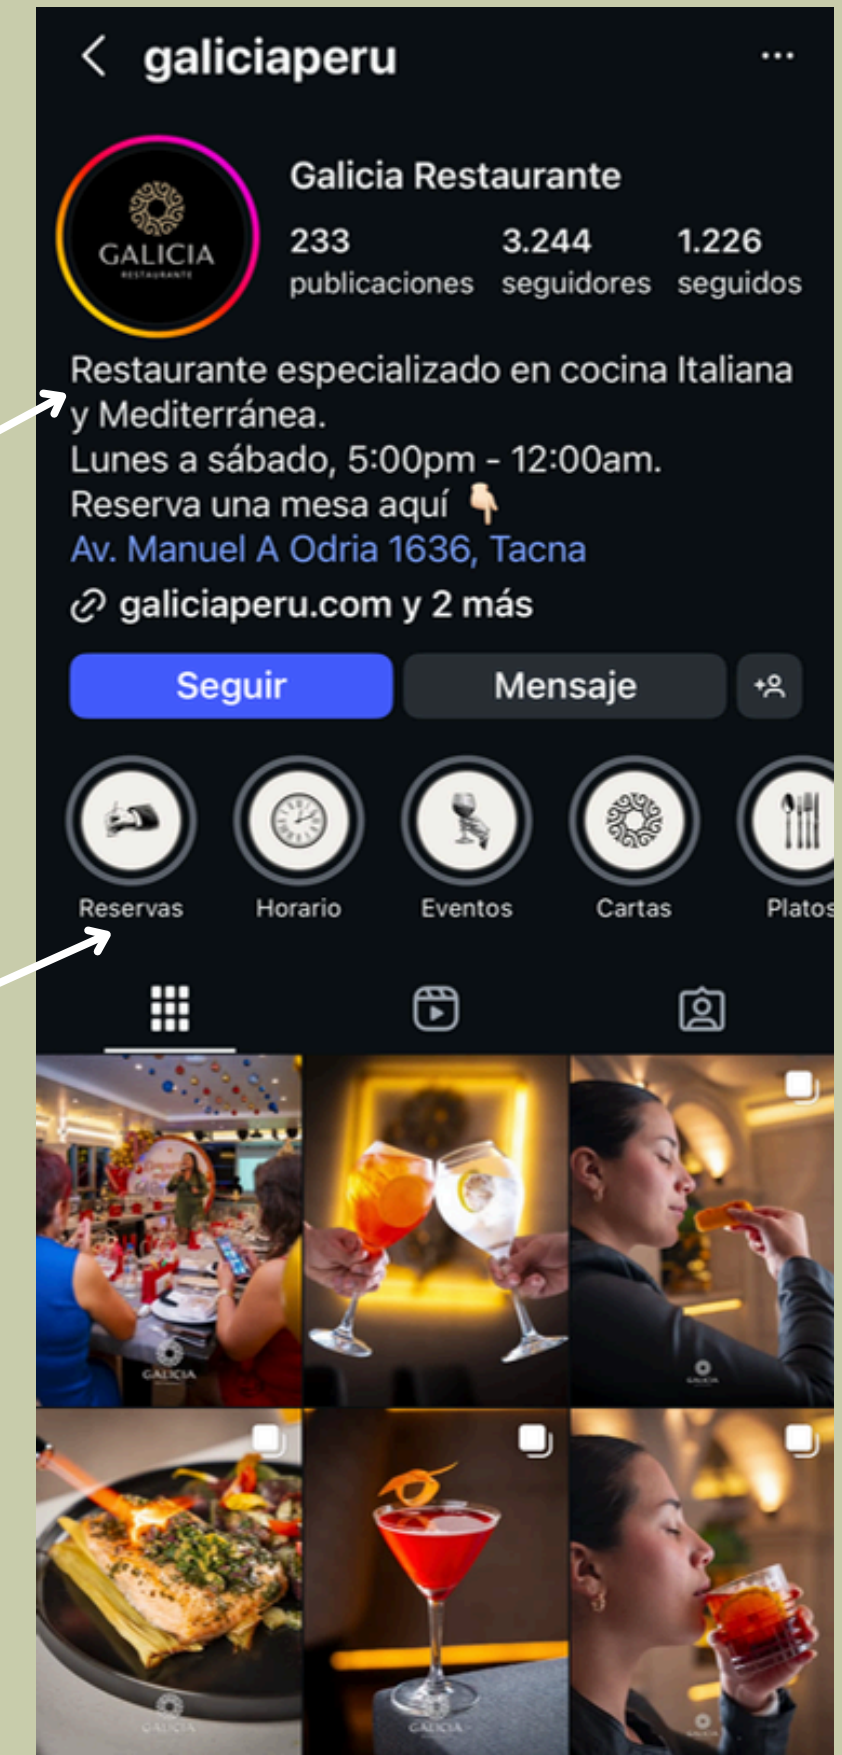 galiciaperu
GALICIA
RESTAURANTE
Galicia Restaurante
233 3.244 1.226
publicaciones seguidores seguidos
Restaurante especializado en cocina Italiana
y Mediterránea.
Lunes a sábado, 5:00pm - 12:00am.
Reserva una mesa aquí 👇🏻
Av. Manuel A Odria 1636, Tacna
galiciaperu.com y 2 más
Seguir Mensaje
Reservas Horario Eventos Cartas Platos
GALICIA
GALICIA
GALICIA
GALICIA
GALICIA